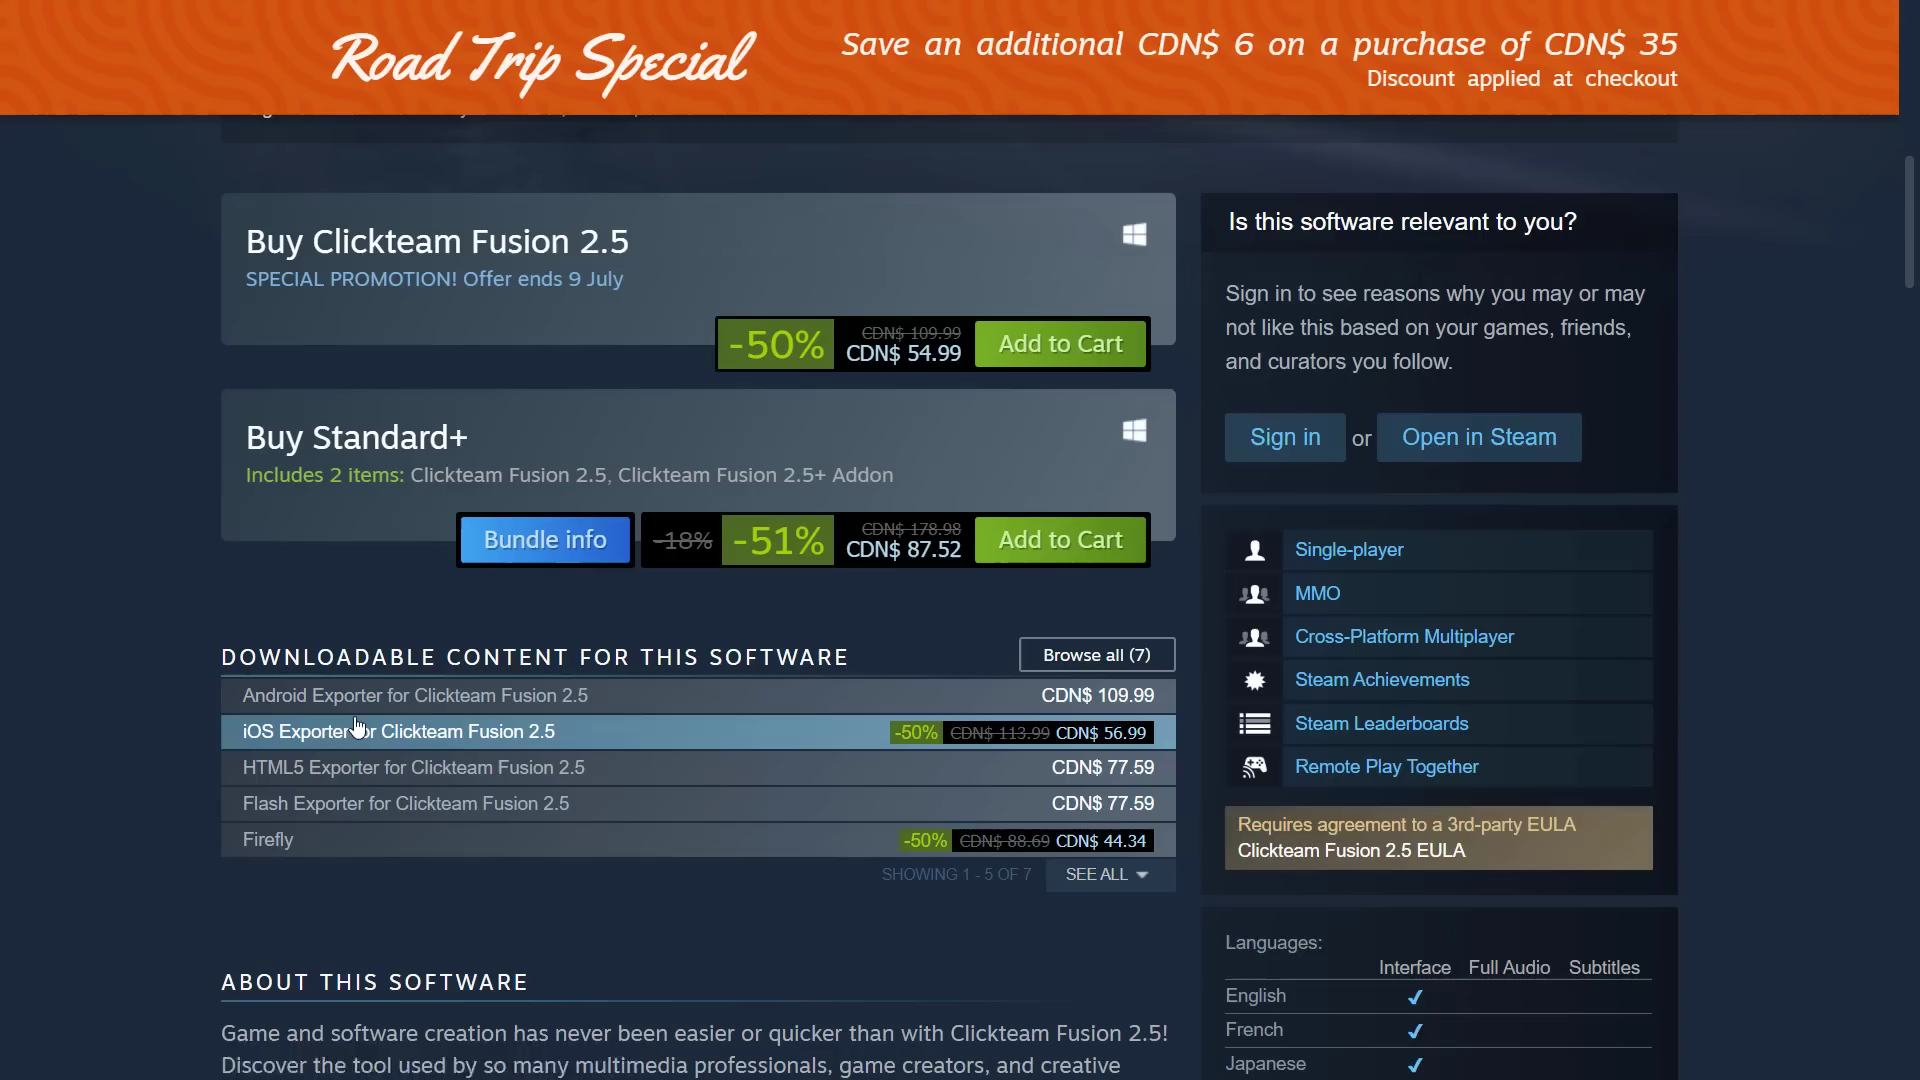 Road Trip Special
Save an additional CDN$ 6 on a purchase of CDN$ 35
Discount applied at checkout
Buy Clickteam Fusion 2.5
SPECIAL PROMOTION! Offer ends 9 July
-50%
CDN$ 109.99
CDN$ 54.99
Add to Cart
Buy Standard+
Includes 2 items: Clickteam Fusion 2.5, Clickteam Fusion 2.5+ Addon
Bundle info
-18%
-51%
CDN$ 178.98
CDN$ 87.52
Add to Cart
DOWNLOADABLE CONTENT FOR THIS SOFTWARE
Browse all (7)
Android Exporter for Clickteam Fusion 2.5 CDN$ 109.99
iOS Exporter for Clickteam Fusion 2.5 -50% CDN$ 113.99 CDN$ 56.99
HTML5 Exporter for Clickteam Fusion 2.5 CDN$ 77.59
Flash Exporter for Clickteam Fusion 2.5 CDN$ 77.59
Firefly -50% CDN$ 88.69 CDN$ 44.34
SHOWING 1 - 5 OF 7 SEE ALL
ABOUT THIS SOFTWARE
Game and software creation has never been easier or quicker than with Clickteam Fusion 2.5!
Discover the tool used by so many multimedia professionals, game creators, and creative
Is this software relevant to you?
Sign in to see reasons why you may or may
not like this based on your games, friends,
and curators you follow.
Sign in or Open in Steam
Single-player
MMO
Cross-Platform Multiplayer
Steam Achievements
Steam Leaderboards
Remote Play Together
Requires agreement to a 3rd-party EULA
Clickteam Fusion 2.5 EULA
Languages:
Interface Full Audio Subtitles
English
French
Japanese